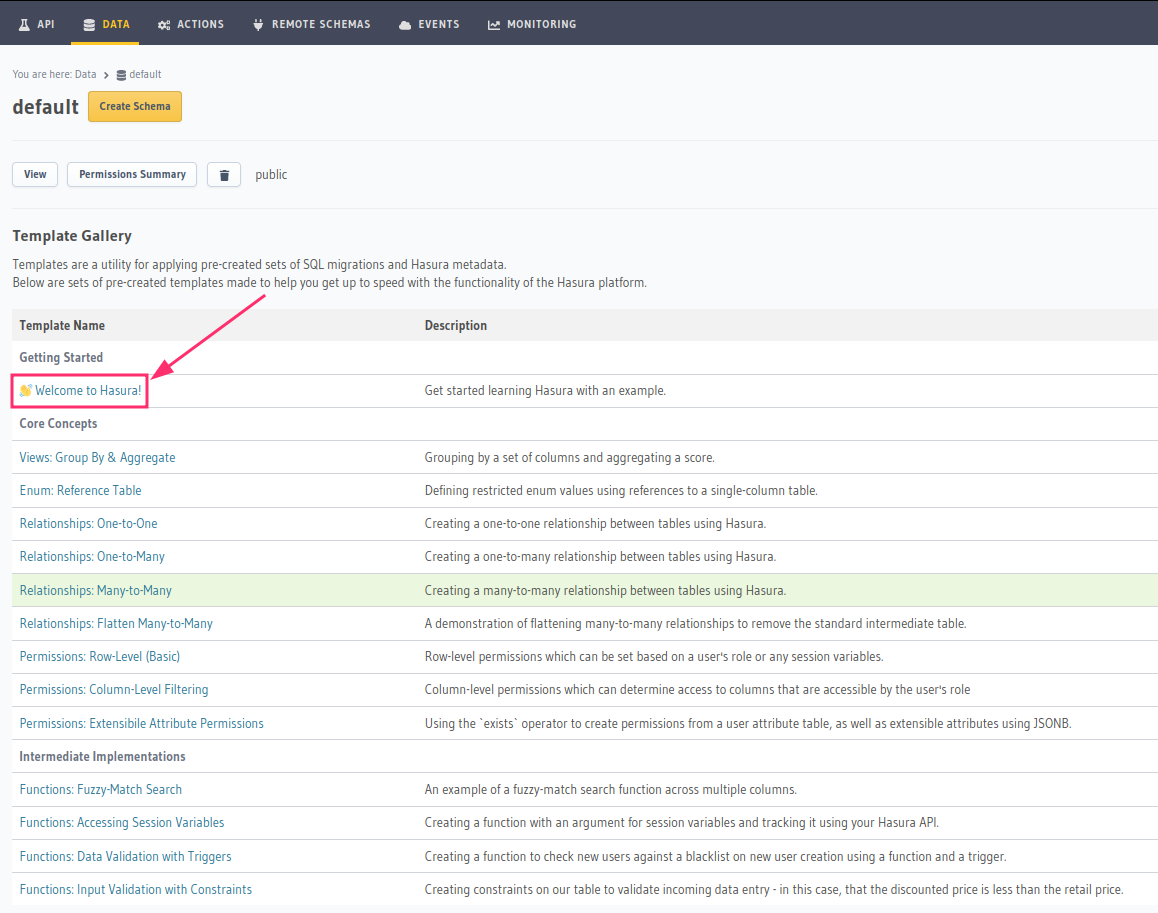 API DATA ACTIONS REMOTE SCHEMAS EVENTS MONITORING
You are here: Data > default
default Create Schema
View Permissions Summary public
Template Gallery
Templates are a utility for applying pre-created sets of SQL migrations and Hasura metadata.
Below are sets of pre-created templates made to help you get up to speed with the functionality of the Hasura platform.
Template Name Description
Getting Started
👋 Welcome to Hasura! Get started learning Hasura with an example.
Core Concepts
Views: Group By & Aggregate Grouping by a set of columns and aggregating a score.
Enum: Reference Table Defining restricted enum values using references to a single-column table.
Relationships: One-to-One Creating a one-to-one relationship between tables using Hasura.
Relationships: One-to-Many Creating a one-to-many relationship between tables using Hasura.
Relationships: Many-to-Many Creating a many-to-many relationship between tables using Hasura.
Relationships: Flatten Many-to-Many A demonstration of flattening many-to-many relationships to remove the standard intermediate table.
Permissions: Row-Level (Basic) Row-level permissions which can be set based on a user's role or any session variables.
Permissions: Column-Level Filtering Column-level permissions which can determine access to columns that are accessible by the user's role
Permissions: Extensibile Attribute Permissions Using the `exists` operator to create permissions from a user attribute table, as well as extensible attributes using JSONB.
Intermediate Implementations
Functions: Fuzzy-Match Search An example of a fuzzy-match search function across multiple columns.
Functions: Accessing Session Variables Creating a function with an argument for session variables and tracking it using your Hasura API.
Functions: Data Validation with Triggers Creating a function to check new users against a blacklist on new user creation using a function and a trigger.
Functions: Input Validation with Constraints Creating constraints on our table to validate incoming data entry - in this case, that the discounted price is less than the retail price.